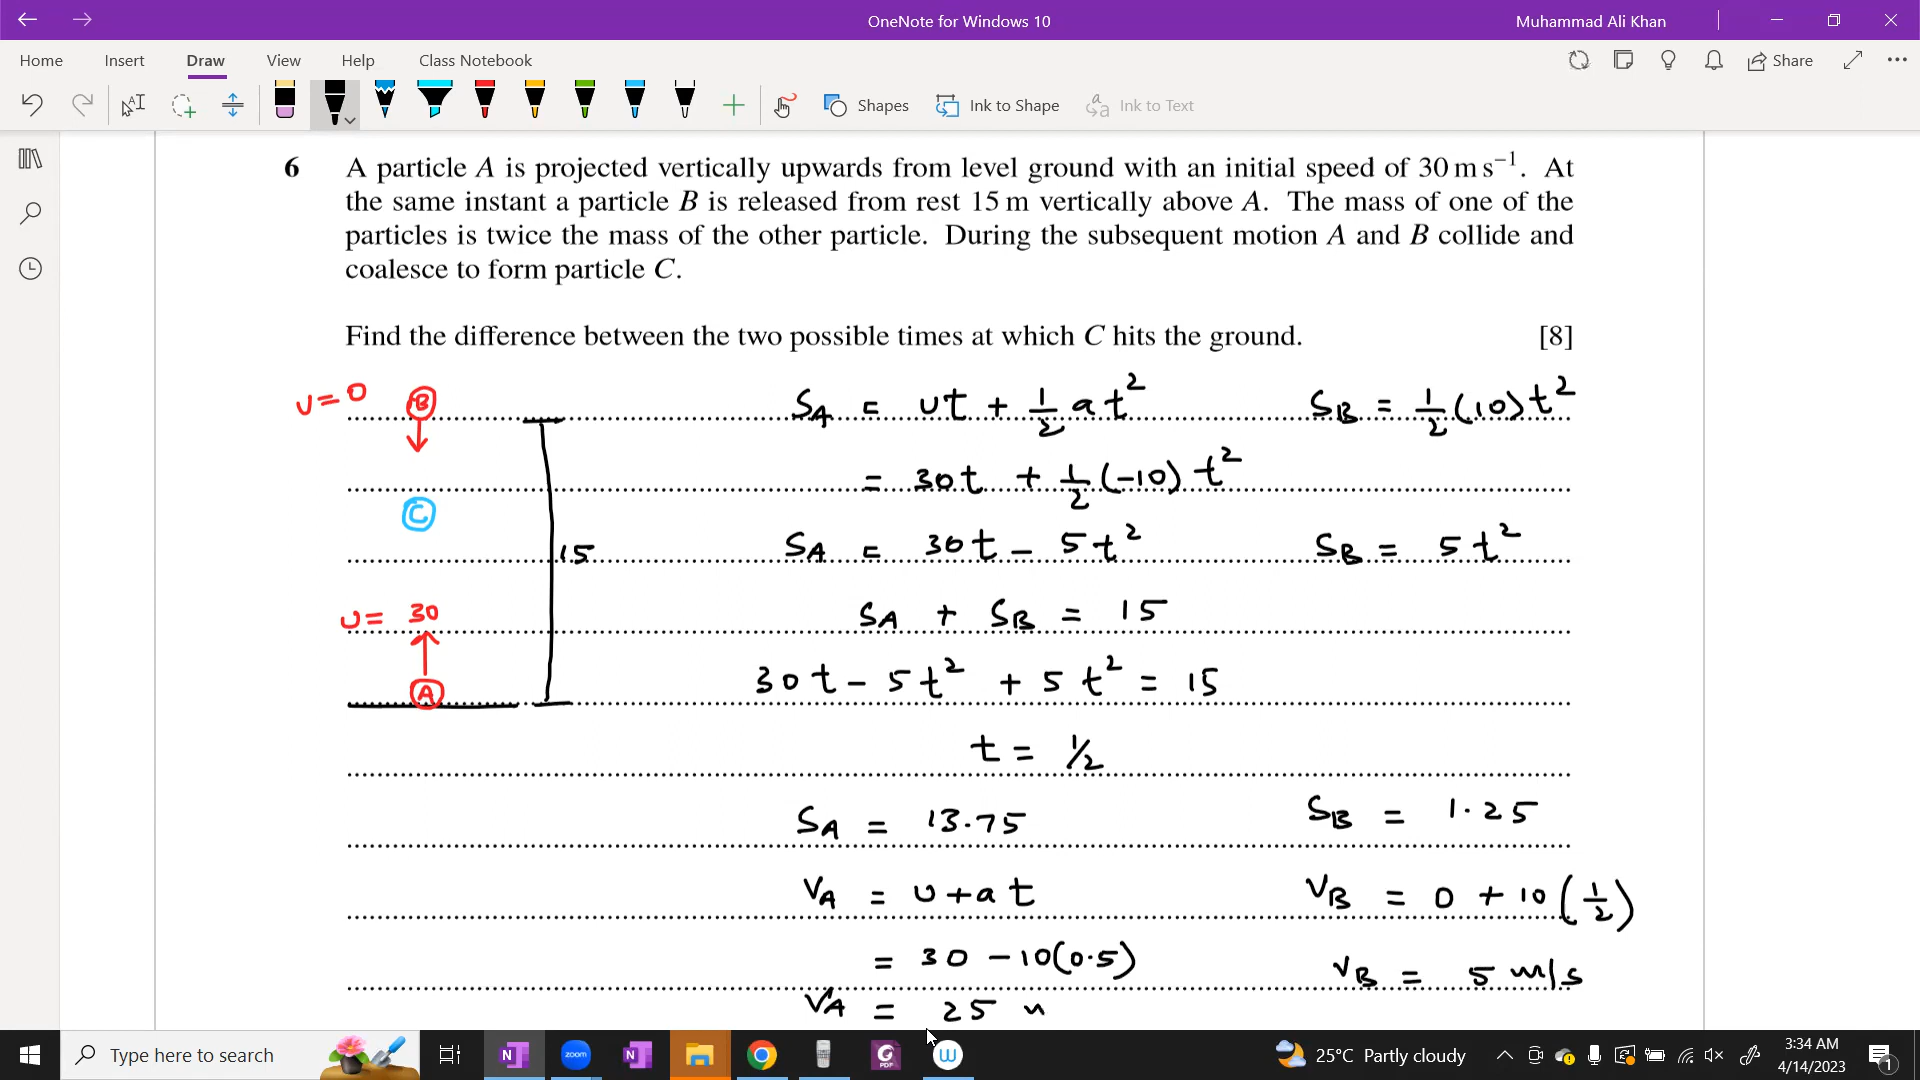 OneNote for Windows 10
Muhammad Ali Khan
Home Insert Draw View Help Class Notebook
Share
Shapes Ink to Shape Ink to Text
6 A particle A is projected vertically upwards from level ground with an initial speed of 30 m s⁻¹. At
the same instant a particle B is released from rest 15 m vertically above A. The mass of one of the
particles is twice the mass of the other particle. During the subsequent motion A and B collide and
coalesce to form particle C.
Find the difference between the two possible times at which C hits the ground. [8]
u = 0 B
S_A = ut + 1/2 at² S_B = 1/2 (10) t²
= 30t + 1/2 (-10) t²
C
15
S_A = 30t - 5t² S_B = 5t²
u = 30
S_A + S_B = 15
A
30t - 5t² + 5t² = 15
t = 1/2
S_A = 13.75 S_B = 1.25
V_A = u + at V_B = 0 + 10 (1/2)
= 30 - 10(0.5) V_B = 5 m/s
V_A = 25
Type here to search
zoom
PDF
25°C Partly cloudy
3:34 AM
4/14/2023
1